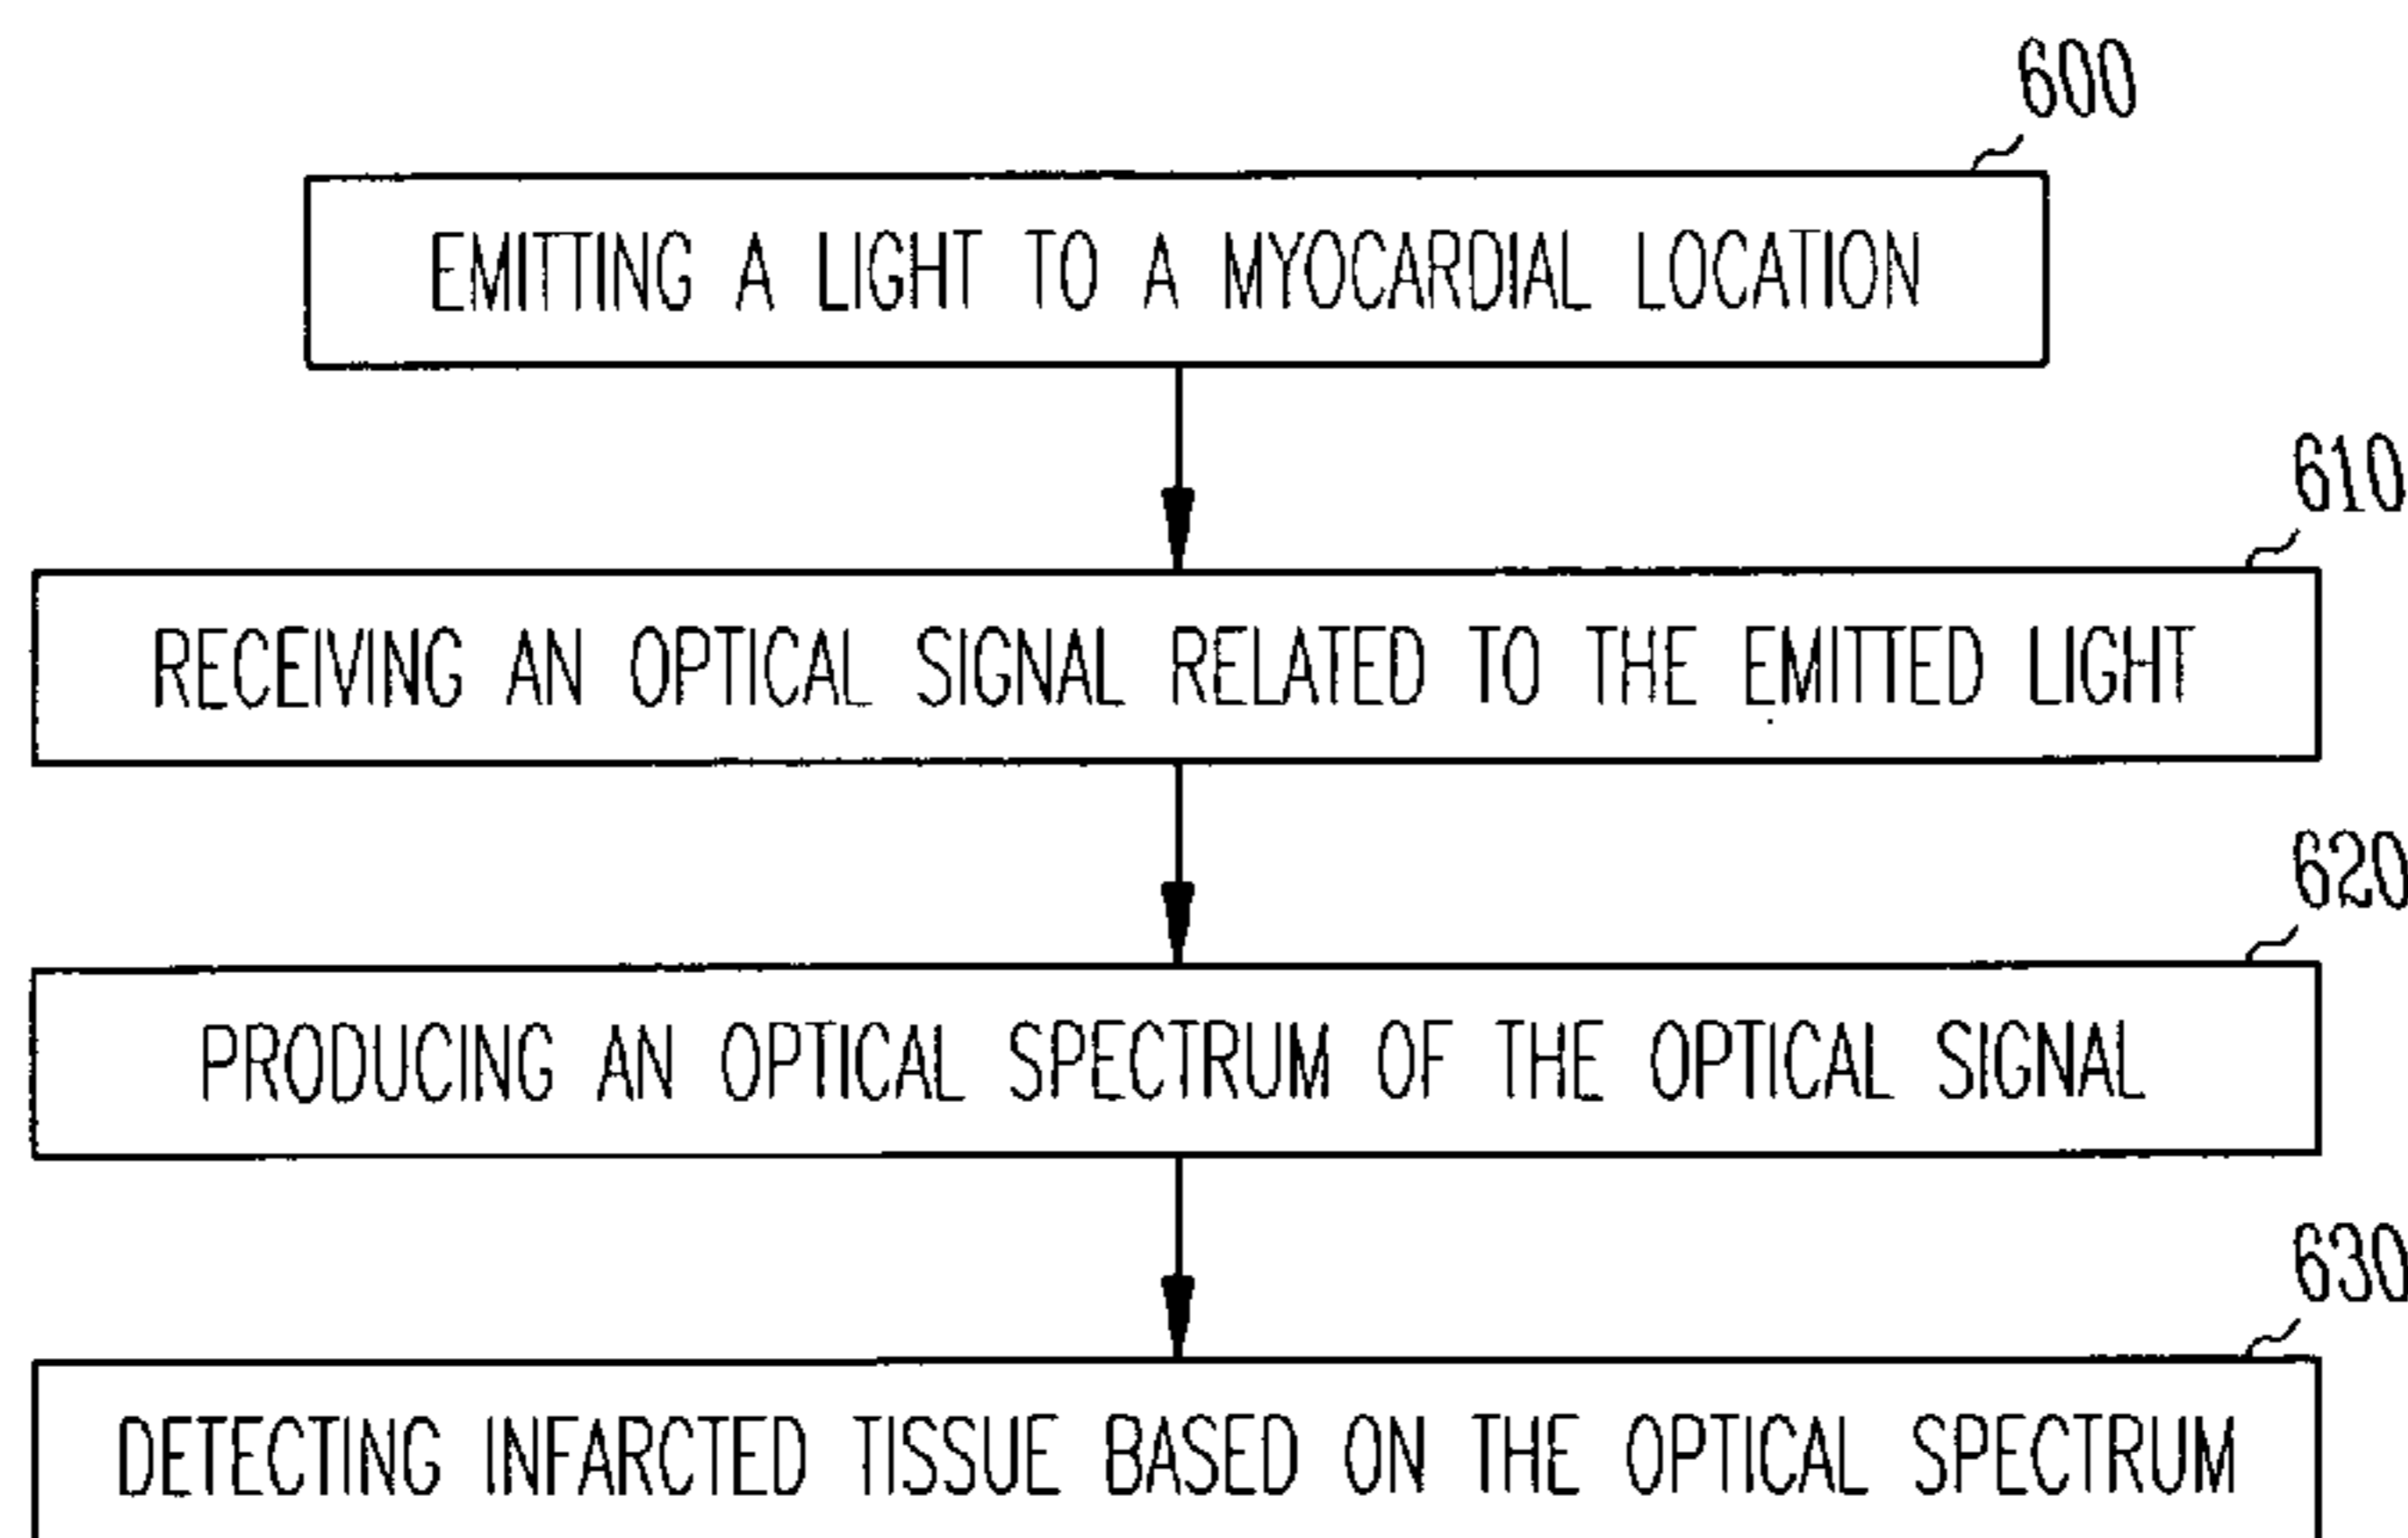 600
EMITTING A LIGHT TO A MYOCARDIAL LOCATION
610
RECEIVING AN OPTICAL SIGNAL RELATED TO THE EMITTED LIGHT
620
PRODUCING AN OPTICAL SPECTRUM OF THE OPTICAL SIGNAL
630
DETECTING INFARCTED TISSUE BASED ON THE OPTICAL SPECTRUM